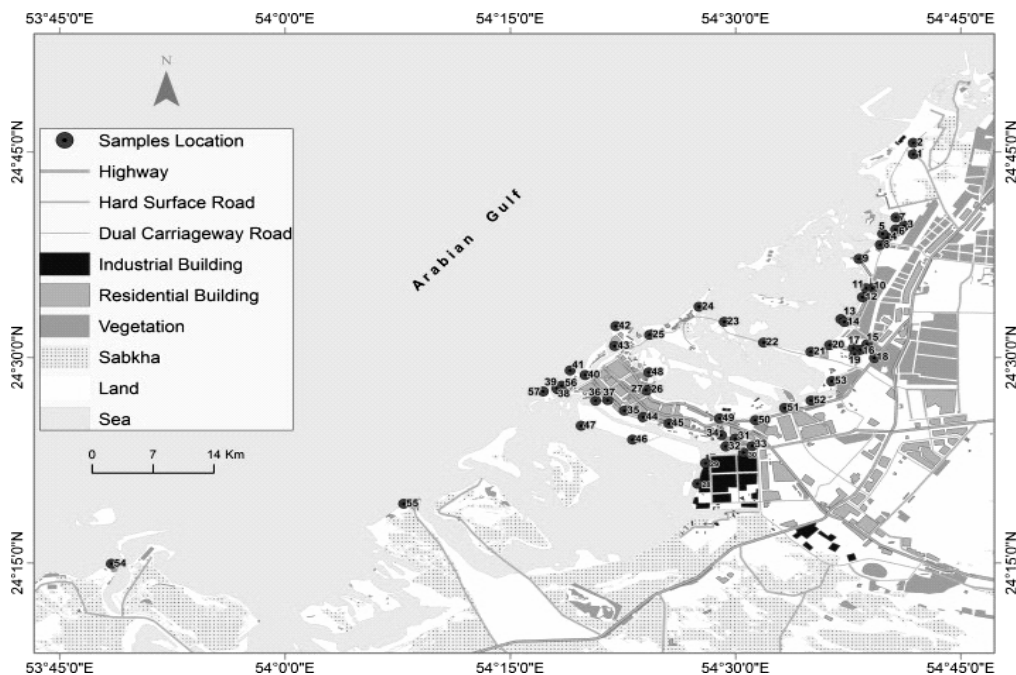 53°45'0"E 54°0'0"E 54°15'0"E 54°30'0"E 54°45'0"E
24°45'0"N
24°30'0"N
24°15'0"N
24°45'0"N
24°30'0"N
24°15'0"N
N
Samples Location
Highway
Hard Surface Road
Dual Carriageway Road
Industrial Building
Residential Building
Vegetation
Sabkha
Land
Sea
0 7 14 Km
Arabian Gulf
2
1
7
3
5
6
4
8
9
11
10
12
13
14
24
23
25
42
43
22
21
20
17
15
16
19
18
41
40
48
53
39
56
57
38
27
26
36
37
52
51
35
44
45
49
50
47
46
34
31
32
33
55
54
53°45'0"E 54°0'0"E 54°15'0"E 54°30'0"E 54°45'0"E